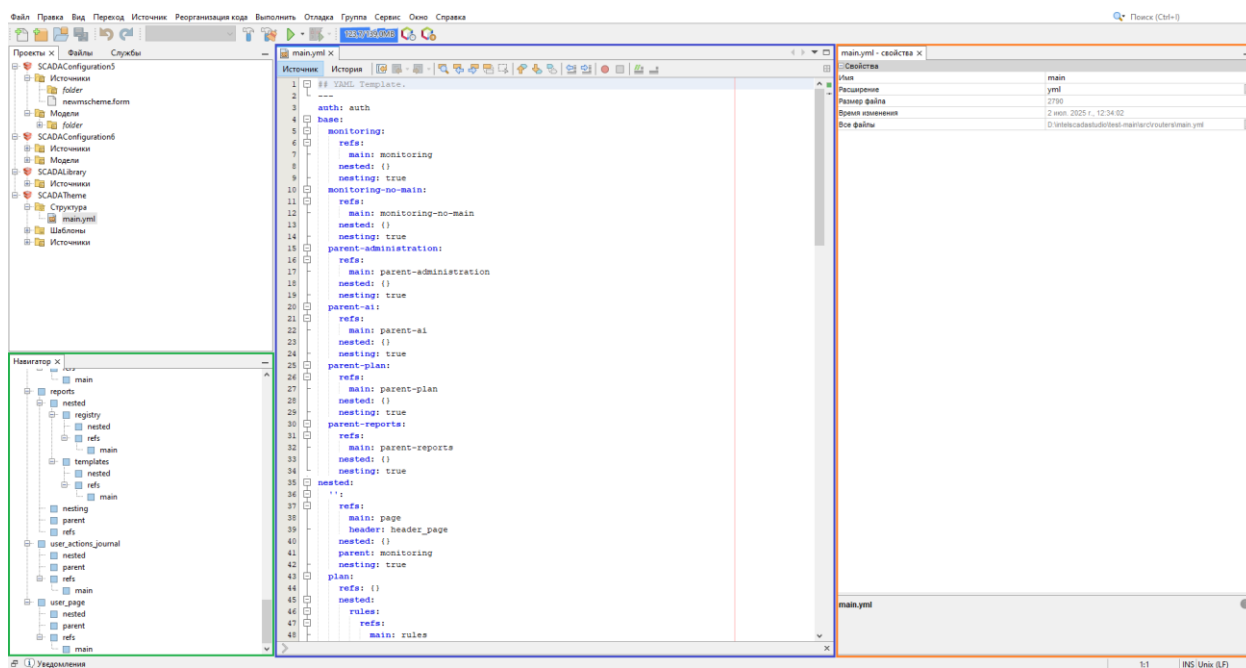 Файл Правка Вид Переход Источник Реорганизация кода Выполнить Отладка Группа Сервис Окно Справка
Поиск (Ctrl+I)
Проекты Файлы Службы
SCADAConfiguration5
Источники
folder
newmscheme.form
Модели
folder
SCADAConfiguration6
Источники
Модели
SCADALibrary
Источники
SCADATheme
Структура
main.yml
Шаблоны
Источники
Навигатор
refs
main
reports
nested
registry
nested
refs
main
templates
nested
refs
main
nesting
parent
refs
user_actions_journal
nested
parent
refs
main
user_page
nested
parent
refs
main
main.yml
Источник История
1 ## YAML Template.
2 ---
3 auth: auth
4 base:
5 monitoring:
6 refs:
7 main: monitoring
8 nested: {}
9 nesting: true
10 monitoring-no-main:
11 refs:
12 main: monitoring-no-main
13 nested: {}
14 nesting: true
15 parent-administration:
16 refs:
17 main: parent-administration
18 nested: {}
19 nesting: true
20 parent-ai:
21 refs:
22 main: parent-ai
23 nested: {}
24 nesting: true
25 parent-plan:
26 refs:
27 main: parent-plan
28 nested: {}
29 nesting: true
30 parent-reports:
31 refs:
32 main: parent-reports
33 nested: {}
34 nesting: true
35 nested:
36 '':
37 refs:
38 main: page
39 header: header_page
40 nested: {}
41 parent: monitoring
42 nesting: true
43 plan:
44 refs: {}
45 nested:
46 rules:
47 refs:
48 main: rules
main.yml - свойства
Свойства
Имя main
Расширение yml
Размер файла 2790
Время изменения 2 июл. 2025 г., 12:34:02
Все файлы D:\intelscadastudio\test-main\src\routers\main.yml
main.yml
Уведомления
1:1 INS Unix (LF)